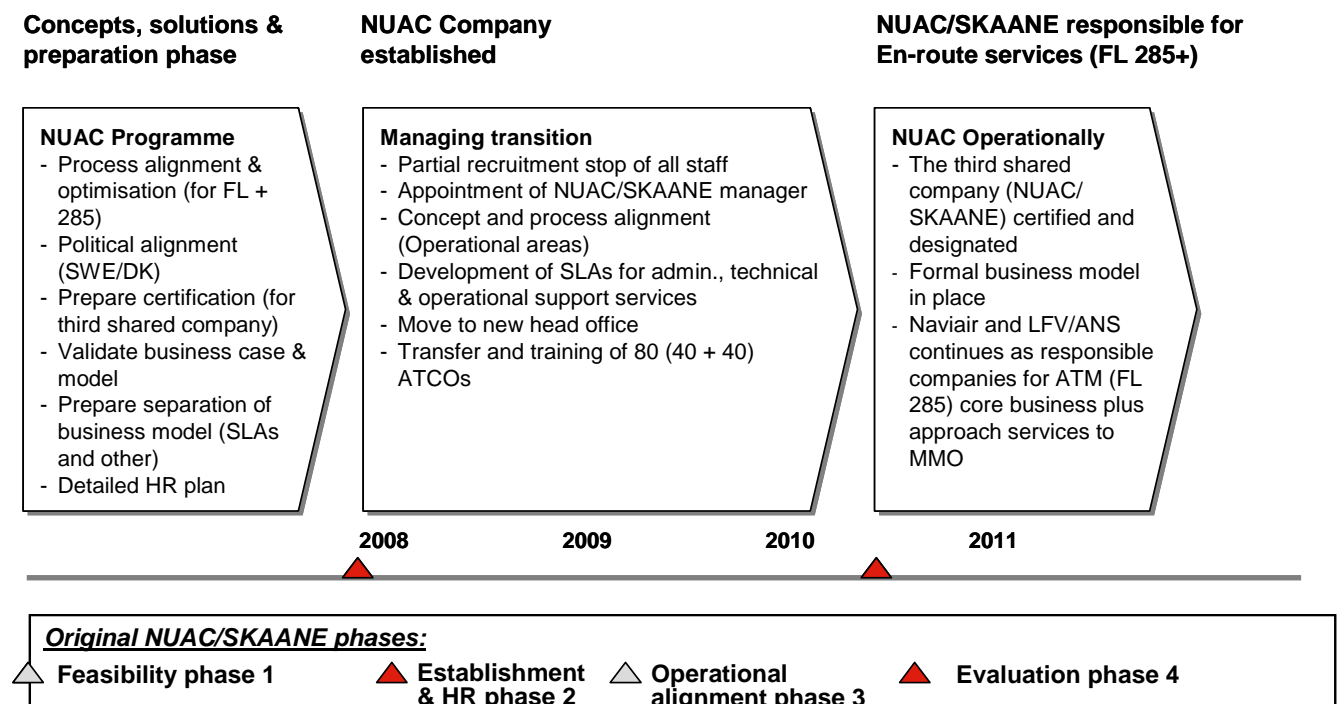 Concepts, solutions &
preparation phase
NUAC Company
established
NUAC/SKAANE responsible for
En-route services (FL 285+)
NUAC Programme
- Process alignment &
optimisation (for FL +
285)
- Political alignment
(SWE/DK)
- Prepare certification (for
third shared company)
- Validate business case &
model
- Prepare separation of
business model (SLAs
and other)
- Detailed HR plan
Managing transition
- Partial recruitment stop of all staff
- Appointment of NUAC/SKAANE manager
- Concept and process alignment
(Operational areas)
- Development of SLAs for admin., technical
& operational support services
- Move to new head office
- Transfer and training of 80 (40 + 40)
ATCOs
NUAC Operationally
- The third shared
company (NUAC/
SKAANE) certified and
designated
- Formal business model
in place
- Naviair and LFV/ANS
continues as responsible
companies for ATM (FL
285) core business plus
approach services to
MMO
2008 2009 2010 2011
Original NUAC/SKAANE phases:
Feasibility phase 1
Establishment
& HR phase 2
Operational
alignment phase 3
Evaluation phase 4